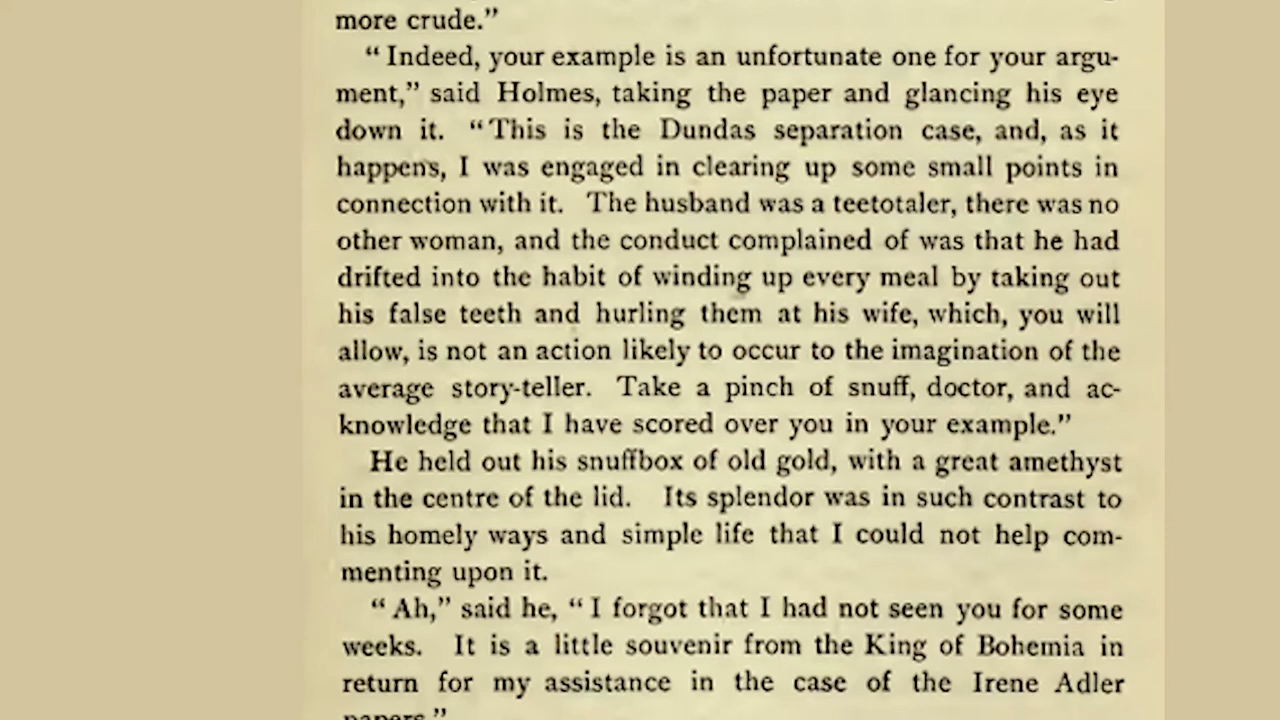 more crude.”
“ Indeed, your example is an unfortunate one for your argu-
ment,” said Holmes, taking the paper and glancing his eye
down it. “This is the Dundas separation case, and, as it
happens, I was engaged in clearing up some small points in
connection with it. The husband was a teetotaler, there was no
other woman, and the conduct complained of was that he had
drifted into the habit of winding up every meal by taking out
his false teeth and hurling them at his wife, which, you will
allow, is not an action likely to occur to the imagination of the
average story-teller. Take a pinch of snuff, doctor, and ac-
knowledge that I have scored over you in your example.”
He held out his snuffbox of old gold, with a great amethyst
in the centre of the lid. Its splendor was in such contrast to
his homely ways and simple life that I could not help com-
menting upon it.
“ Ah,” said he, “ I forgot that I had not seen you for some
weeks. It is a little souvenir from the King of Bohemia in
return for my assistance in the case of the Irene Adler
papers.”